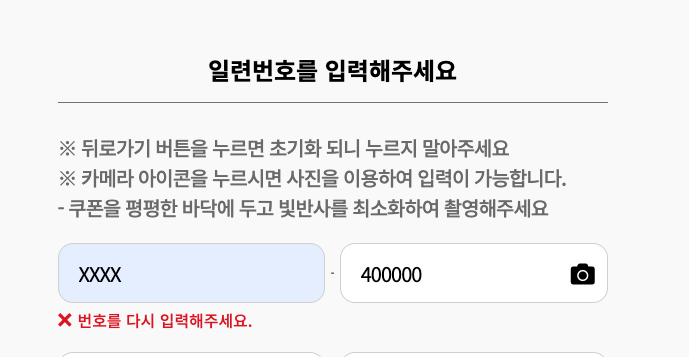 일련번호를 입력해주세요
※ 뒤로가기 버튼을 누르면 초기화 되니 누르지 말아주세요
※ 카메라 아이콘을 누르시면 사진을 이용하여 입력이 가능합니다.
- 쿠폰을 평평한 바닥에 두고 빛반사를 최소화하여 촬영해주세요
XXXX - 400000
❌ 번호를 다시 입력해주세요.